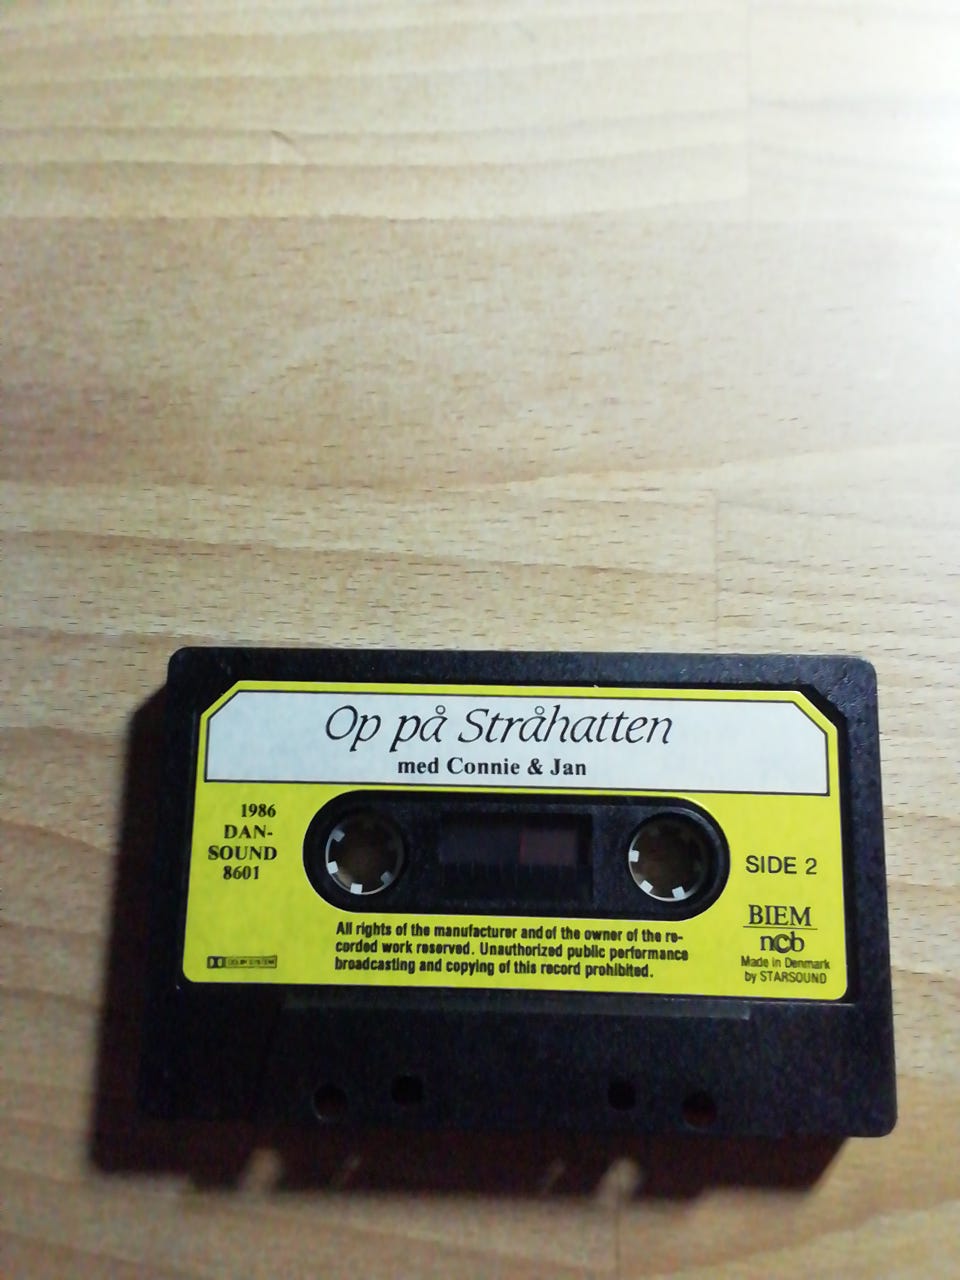 Op på Stråhatten
med Connie & Jan
1986
DAN-
SOUND
8601
SIDE 2
BIEM
ncb
Made in Denmark
by STARSOUND
All rights of the manufacturer and of the owner of the re-
corded work reserved. Unauthorized public performance
broadcasting and copying of this record prohibited.
DOLBY SYSTEM